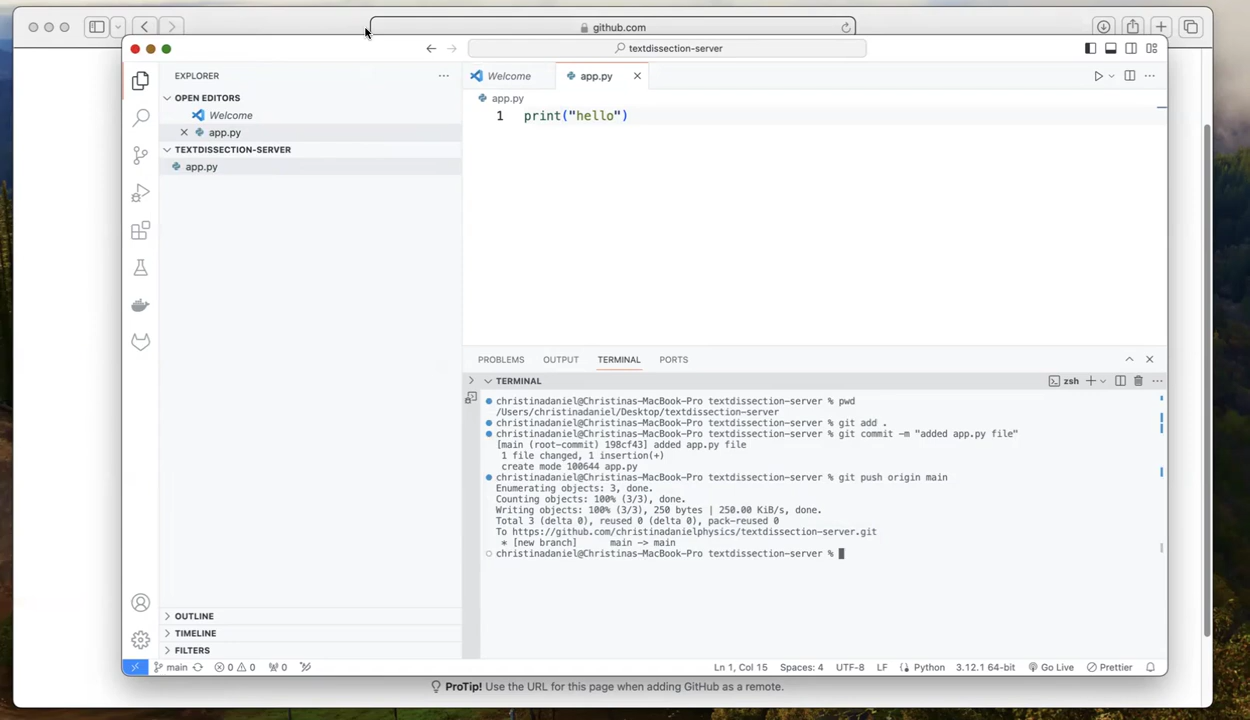 github.com
textdissection-server
EXPLORER
Welcome
app.py
OPEN EDITORS
Welcome
app.py
TEXTDISSECTION-SERVER
app.py
app.py
1 print("hello")
PROBLEMS OUTPUT TERMINAL PORTS
TERMINAL
zsh
christinadaniel@Christinas-MacBook-Pro textdissection-server % pwd
/Users/christinadaniel/Desktop/textdissection-server
christinadaniel@Christinas-MacBook-Pro textdissection-server % git add .
christinadaniel@Christinas-MacBook-Pro textdissection-server % git commit -m "added app.py file"
[main (root-commit) 198cf43] added app.py file
1 file changed, 1 insertion(+)
create mode 100644 app.py
christinadaniel@Christinas-MacBook-Pro textdissection-server % git push origin main
Enumerating objects: 3, done.
Counting objects: 100% (3/3), done.
Writing objects: 100% (3/3), 250 bytes | 250.00 KiB/s, done.
Total 3 (delta 0), reused 0 (delta 0), pack-reused 0
To https://github.com/christinadanielphysics/textdissection-server.git
* [new branch] main -> main
christinadaniel@Christinas-MacBook-Pro textdissection-server %
OUTLINE
TIMELINE
FILTERS
main 0 0 0 Ln 1, Col 15 Spaces: 4 UTF-8 LF Python 3.12.1 64-bit Go Live Prettier
ProTip! Use the URL for this page when adding GitHub as a remote.